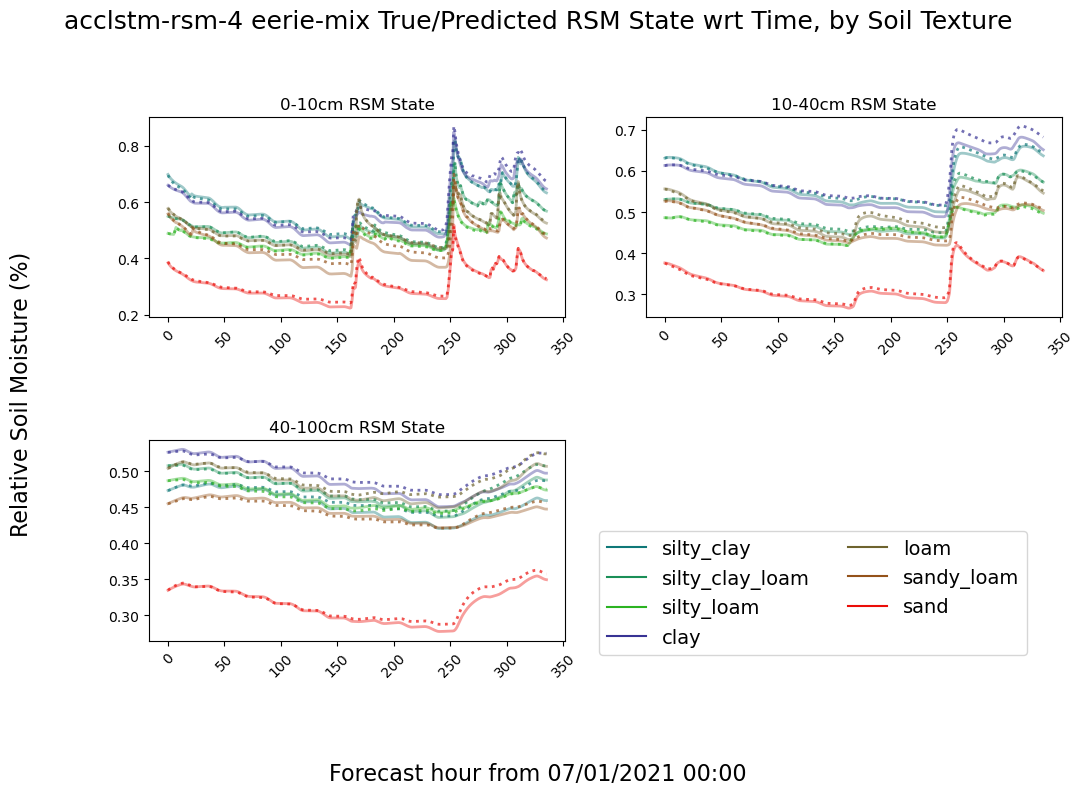 acclstm-rsm-4 eerie-mix True/Predicted RSM State wrt Time, by Soil Texture
Relative Soil Moisture (%)
0-10cm RSM State
0.8
0.6
0.4
0.2
0 50 100 150 200 250 300 350
10-40cm RSM State
0.7
0.6
0.5
0.4
0.3
0 50 100 150 200 250 300 350
40-100cm RSM State
0.50
0.45
0.40
0.35
0.30
0 50 100 150 200 250 300 350
silty_clay
silty_clay_loam
silty_loam
clay
loam
sandy_loam
sand
Forecast hour from 07/01/2021 00:00